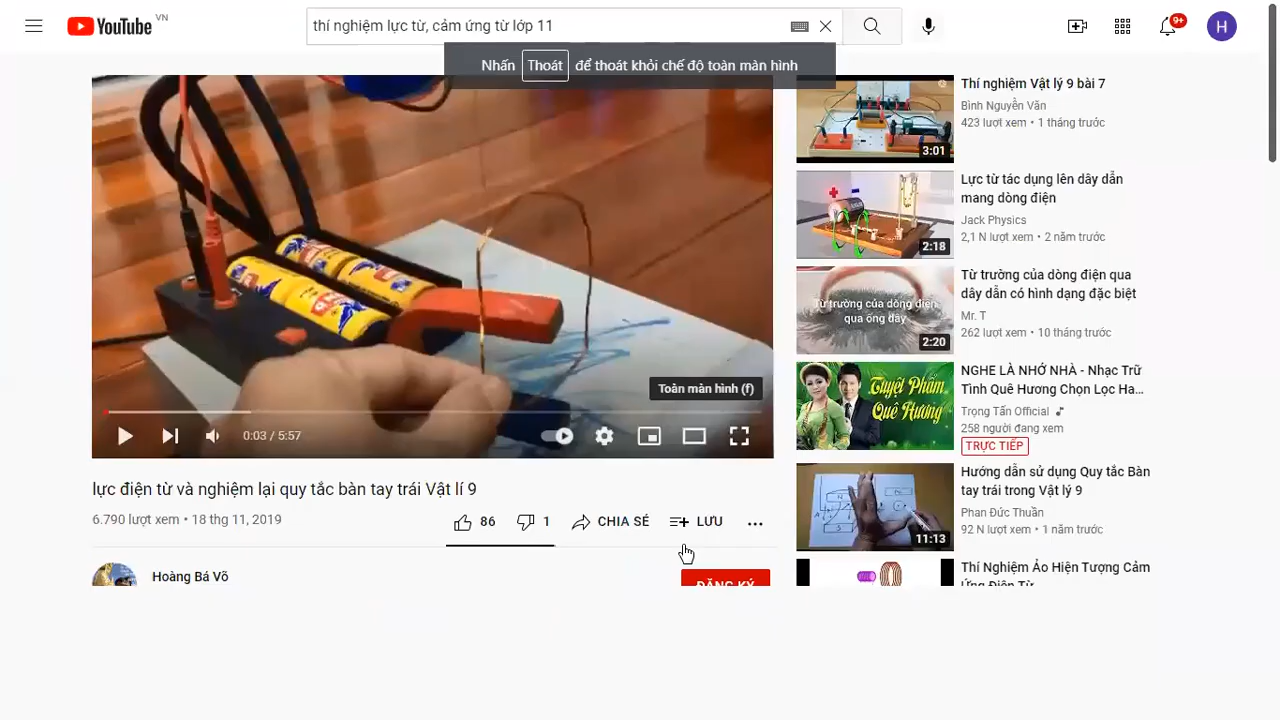 YouTube VN
thí nghiệm lực từ, cảm ứng từ lớp 11
9+
H
Nhấn Thoát để thoát khỏi chế độ toàn màn hình
Toàn màn hình (f)
0:03 / 5:57
lực điện từ và nghiệm lại quy tắc bàn tay trái Vật lí 9
6.790 lượt xem • 18 thg 11, 2019
86
1
CHIA SẺ
LƯU
Hoàng Bá Võ
ĐĂNG KÝ
3:01
Thí nghiệm Vật lý 9 bài 7
Bình Nguyễn Văn
423 lượt xem • 1 tháng trước
2:18
Lực từ tác dụng lên dây dẫn
mang dòng điện
Jack Physics
2,1 N lượt xem • 2 năm trước
Từ trường của dòng điện
qua ống dây
2:20
Từ trường của dòng điện qua
dây dẫn có hình dạng đặc biệt
Mr. T
262 lượt xem • 10 tháng trước
Tuyệt Phẩm
Quê Hương
NGHE LÀ NHỚ NHÀ - Nhạc Trữ
Tình Quê Hương Chọn Lọc Ha...
Trọng Tấn Official
258 người đang xem
TRỰC TIẾP
11:13
Hướng dẫn sử dụng Quy tắc Bàn
tay trái trong Vật lý 9
Phan Đức Thuần
92 N lượt xem • 1 năm trước
Thí Nghiệm Ảo Hiện Tượng Cảm
Ứng Điện Từ